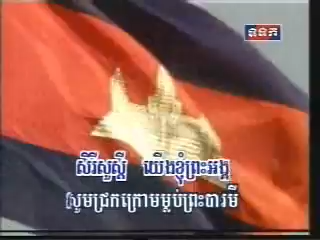 ទទក
សិរីសួស្តី យើងខ្ញុំព្រះអង្គ
សូមជ្រកក្រោមម្លប់ព្រះបារមី